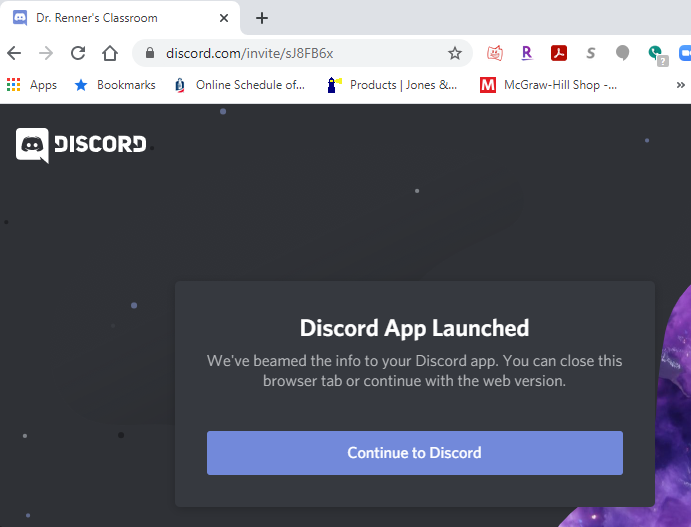 Dr. Renner's Classroom
discord.com/invite/sJ8FB6x
R
S
?
Apps
Bookmarks
Online Schedule of...
Products | Jones &...
M
McGraw-Hill Shop -...
»
DISCORD
Discord App Launched
We've beamed the info to your Discord app. You can close this
browser tab or continue with the web version.
Continue to Discord